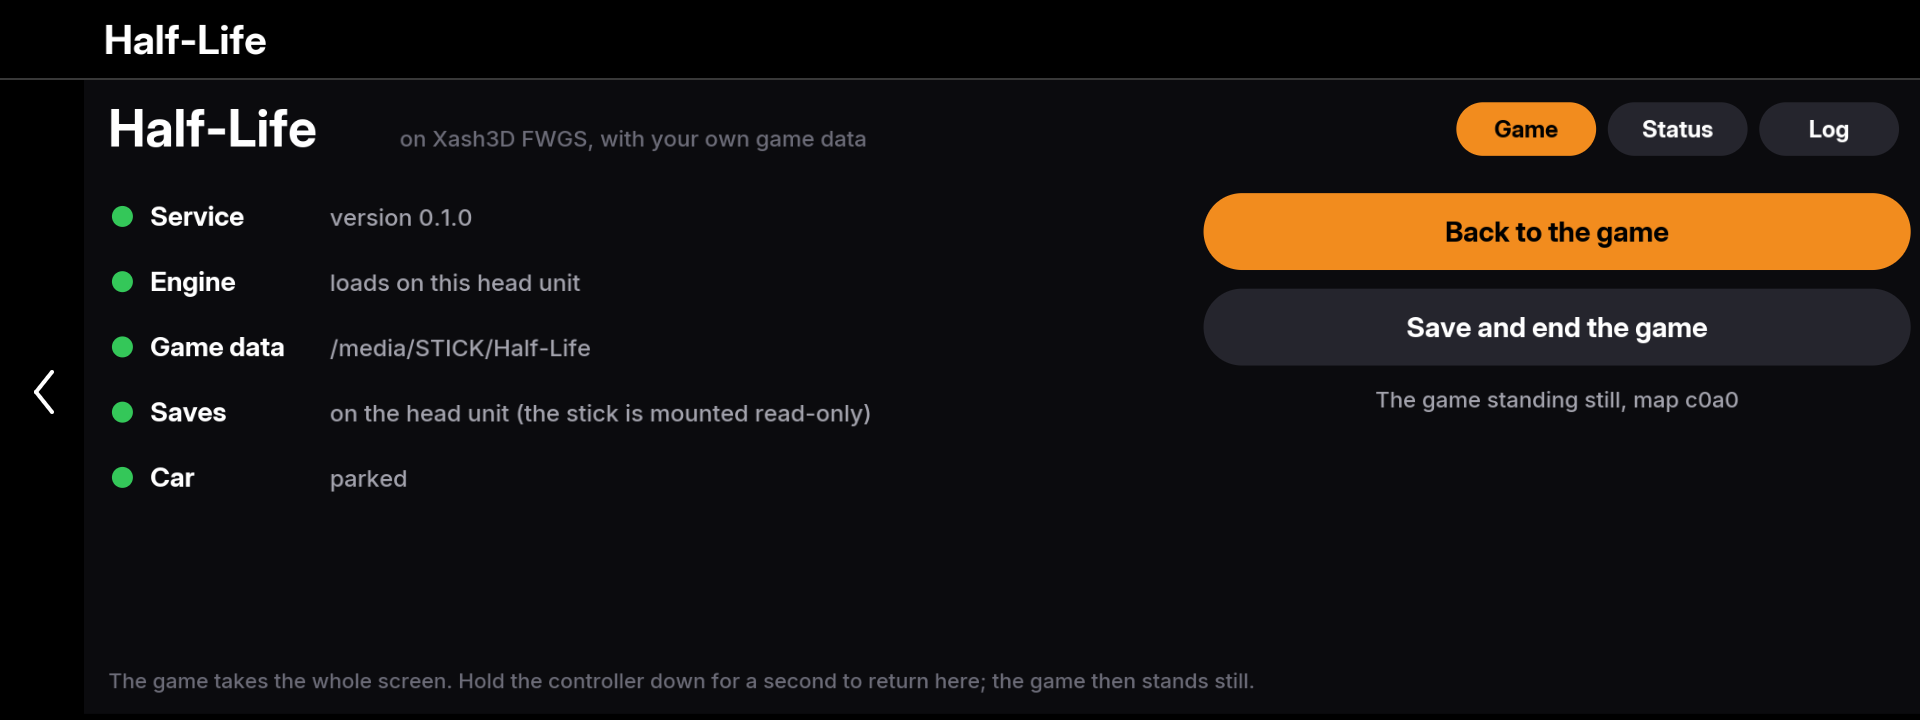 Half-Life
Half-Life on Xash3D FWGS, with your own game data
Game Status Log
Service version 0.1.0
Engine loads on this head unit
Game data /media/STICK/Half-Life
Saves on the head unit (the stick is mounted read-only)
Car parked
Back to the game
Save and end the game
The game standing still, map c0a0
The game takes the whole screen. Hold the controller down for a second to return here; the game then stands still.